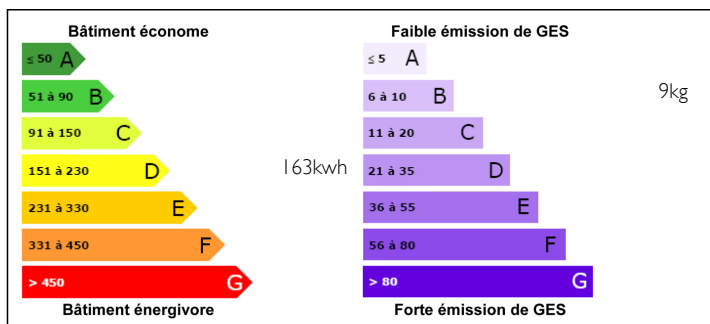 Bâtiment économe
≤ 50 A
51 à 90 B
91 à 150 C
151 à 230 D
163kwh
231 à 330 E
331 à 450 F
> 450 G
Bâtiment énergivore
Faible émission de GES
≤ 5 A
6 à 10 B
9kg
11 à 20 C
21 à 35 D
36 à 55 E
56 à 80 F
> 80 G
Forte émission de GES